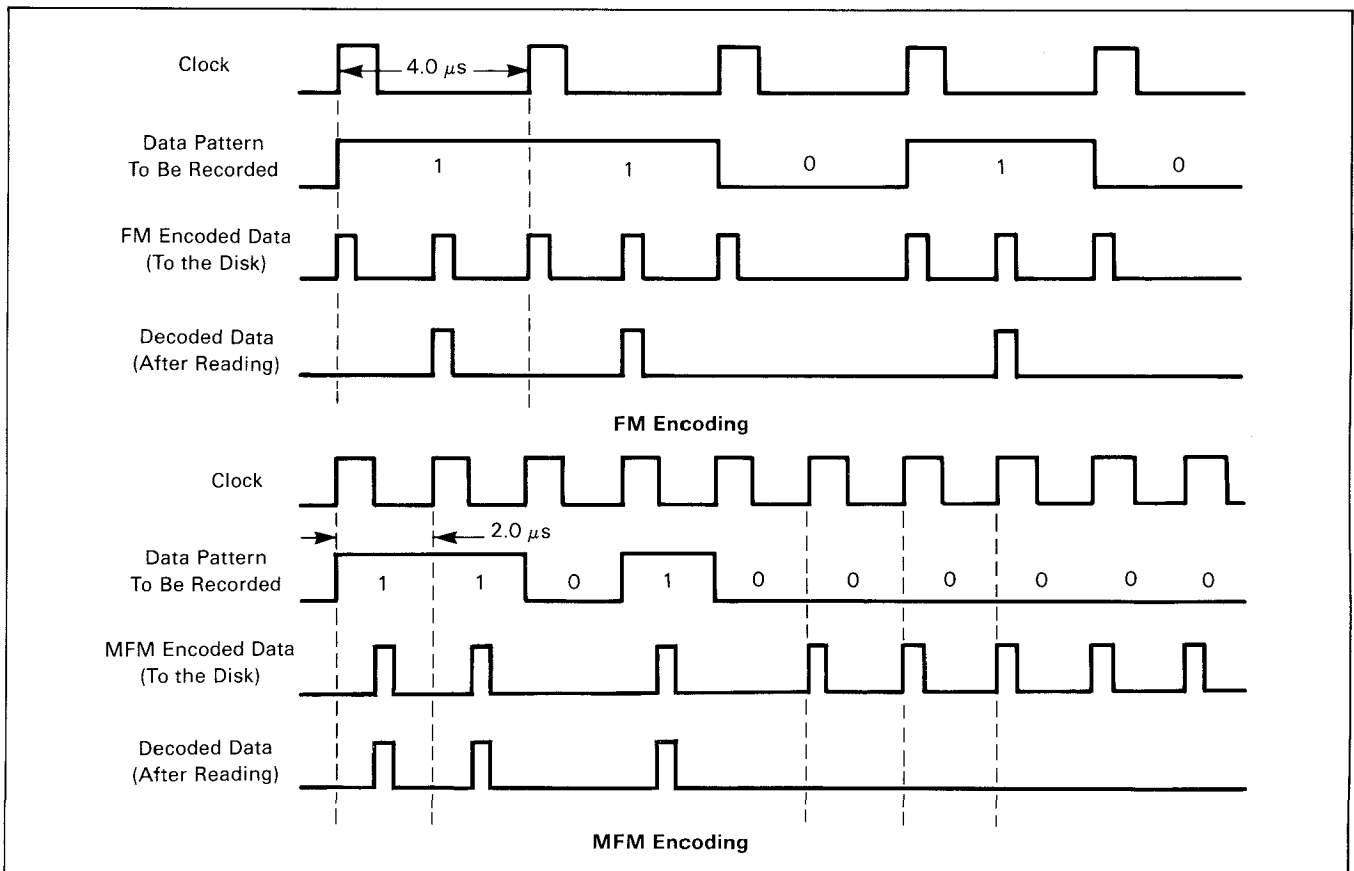 Clock
4.0 μs
Data Pattern
To Be Recorded
1 1 0 1 0
FM Encoded Data
(To the Disk)
Decoded Data
(After Reading)
FM Encoding
Clock
2.0 μs
Data Pattern
To Be Recorded
1 1 0 1 0 0 0 0 0 0
MFM Encoded Data
(To the Disk)
Decoded Data
(After Reading)
MFM Encoding